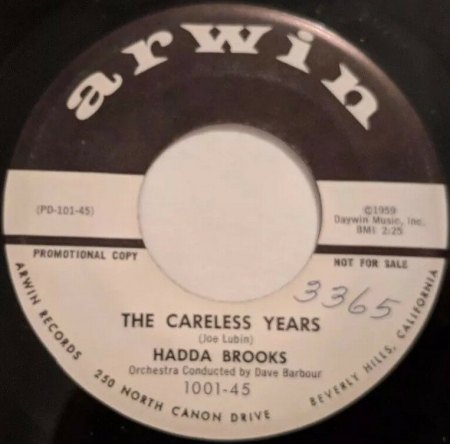 arwin
(PD-101-45)
©1959
Daywin Music, Inc.
BMI 2:25
PROMOTIONAL COPY
NOT FOR SALE
3365
THE CARELESS YEARS
(Joe Lubin)
HADDA BROOKS
Orchestra Conducted by Dave Barbour
1001-45
ARWIN RECORDS 250 NORTH CANON DRIVE BEVERLY HILLS, CALIFORNIA